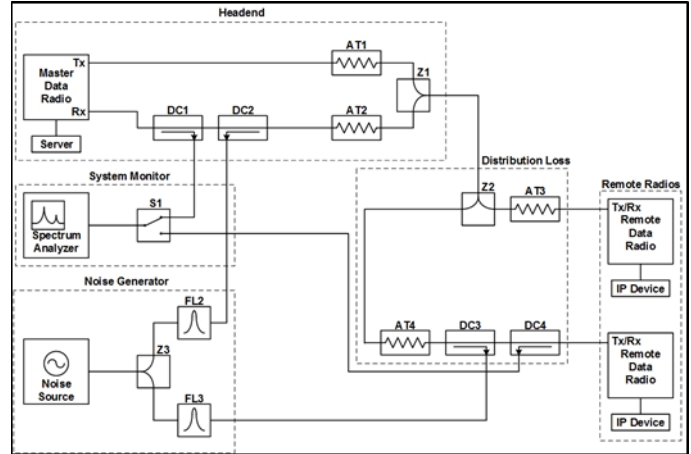 Headend
Tx
Master
Data
Radio
Rx
Server
AT1
Z1
DC1
DC2
AT2
System Monitor
Spectrum
Analyzer
S1
Distribution Loss
Z2
AT3
Remote Radios
Tx/Rx
Remote
Data
Radio
IP Device
Noise Generator
FL2
Noise
Source
Z3
FL3
AT4
DC3
DC4
Tx/Rx
Remote
Data
Radio
IP Device